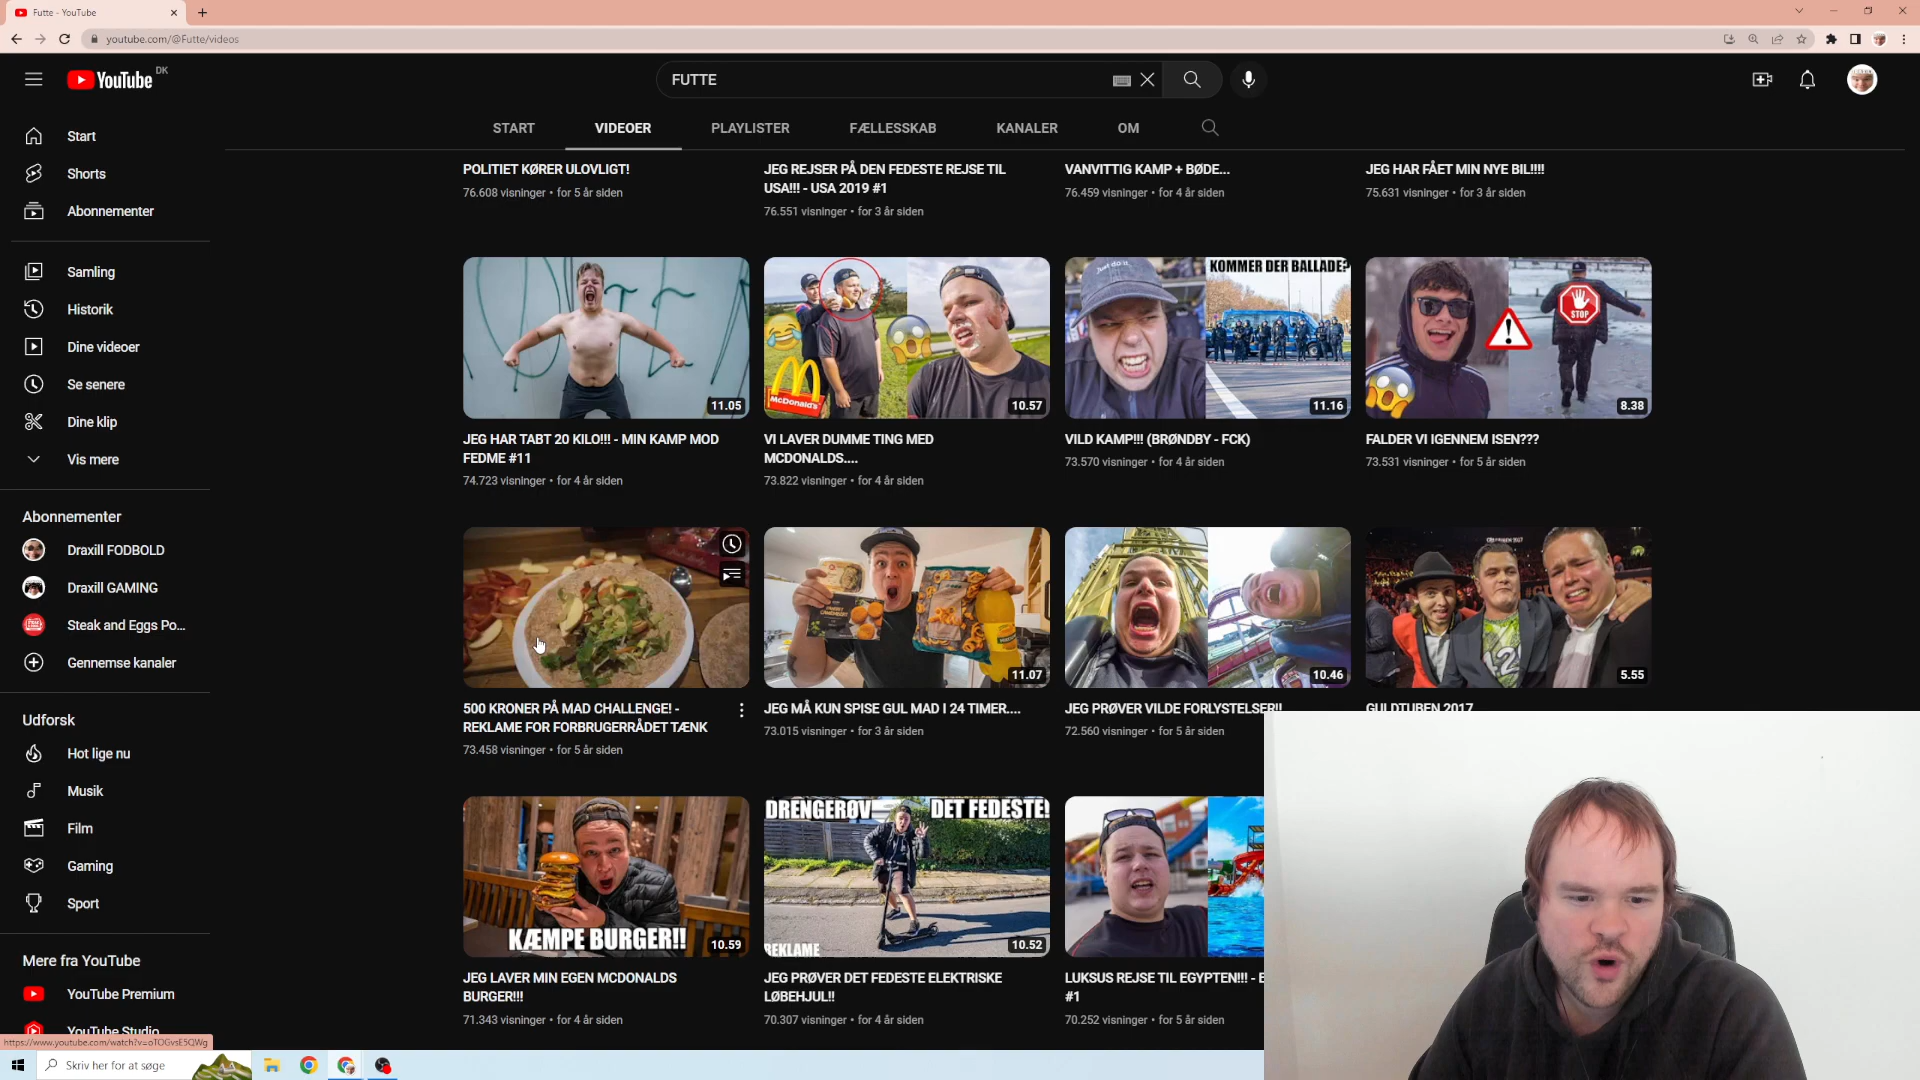 Futte - YouTube
youtube.com/@Futte/videos
YouTube DK
FUTTE
START
VIDEOER
PLAYLISTER
FÆLLESSKAB
KANALER
OM
Start
Shorts
Abonnementer
Samling
Historik
Dine videoer
Se senere
Dine klip
Vis mere
Abonnementer
Draxill FODBOLD
Draxill GAMING
Steak and Eggs Po...
Gennemse kanaler
Udforsk
Hot lige nu
Musik
Film
Gaming
Sport
Mere fra YouTube
YouTube Premium
YouTube Studio
https://www.youtube.com/watch?v=oTOGvsE5QWg
Skriv her for at søge
POLITIET KØRER ULOVLIGT!
76.608 visninger • for 5 år siden
JEG REJSER PÅ DEN FEDESTE REJSE TIL
USA!!! - USA 2019 #1
76.551 visninger • for 3 år siden
VANVITTIG KAMP + BØDE...
76.459 visninger • for 4 år siden
JEG HAR FÅET MIN NYE BIL!!!!
75.631 visninger • for 3 år siden
11.05
JEG HAR TABT 20 KILO!!! - MIN KAMP MOD
FEDME #11
74.723 visninger • for 4 år siden
McDonald's
10.57
VI LAVER DUMME TING MED
MCDONALDS....
73.822 visninger • for 4 år siden
Just do it.
KOMMER DER BALLADE?
11.16
VILD KAMP!!! (BRØNDBY - FCK)
73.570 visninger • for 4 år siden
STOP
8.38
FALDER VI IGENNEM ISEN???
73.531 visninger • for 5 år siden
500 KRONER PÅ MAD CHALLENGE! -
REKLAME FOR FORBRUGERRÅDET TÆNK
73.458 visninger • for 5 år siden
11.07
JEG MÅ KUN SPISE GUL MAD I 24 TIMER....
73.015 visninger • for 3 år siden
10.46
JEG PRØVER VILDE FORLYSTELSER!!
72.560 visninger • for 5 år siden
5.55
GULDTUBEN 2017
KÆMPE BURGER!!
10.59
JEG LAVER MIN EGEN MCDONALDS
BURGER!!!
71.343 visninger • for 4 år siden
DRENGERØV
DET FEDESTE!
REKLAME
10.52
JEG PRØVER DET FEDESTE ELEKTRISKE
LØBEHJUL!!
70.307 visninger • for 4 år siden
LUKSUS REJSE TIL EGYPTEN!!! - E
#1
70.252 visninger • for 5 år siden